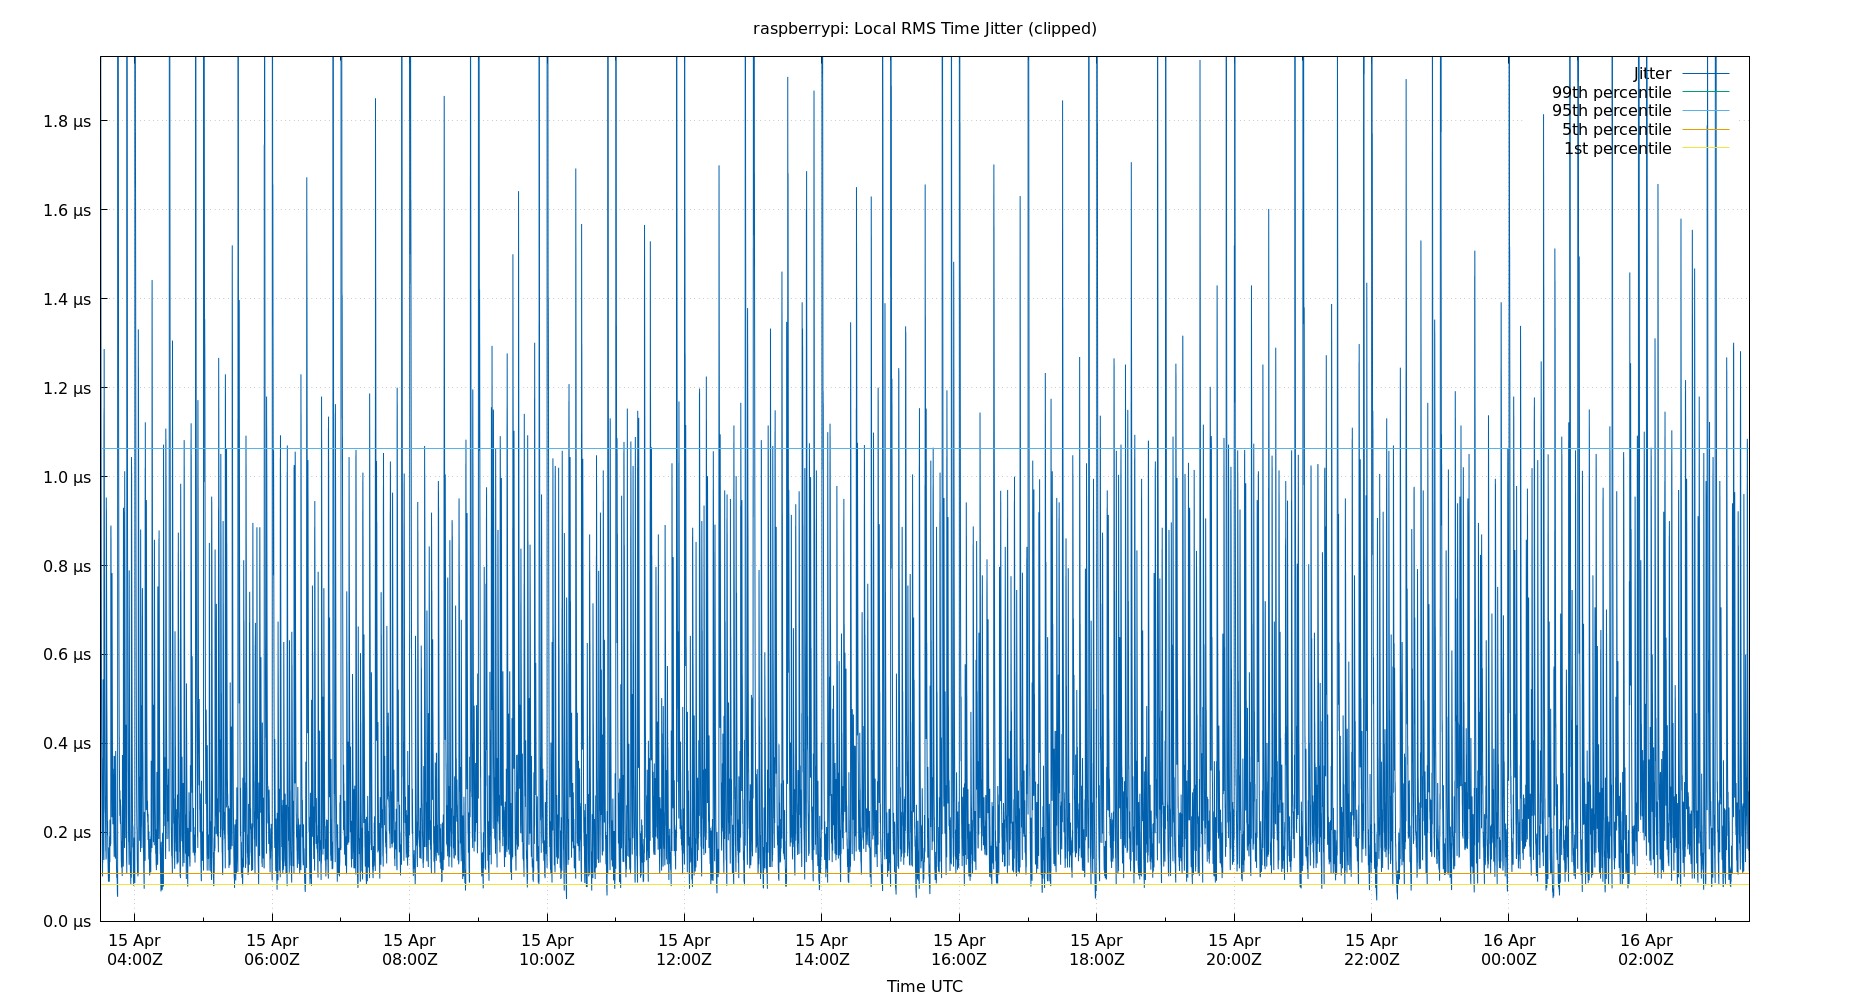 raspberrypi: Local RMS Time Jitter (clipped)
Jitter
99th percentile
95th percentile
5th percentile
1st percentile
1.8 µs
1.6 µs
1.4 µs
1.2 µs
1.0 µs
0.8 µs
0.6 µs
0.4 µs
0.2 µs
0.0 µs
15 Apr 15 Apr 15 Apr 15 Apr 15 Apr 15 Apr 15 Apr 15 Apr 15 Apr 15 Apr 16 Apr 16 Apr
04:00Z 06:00Z 08:00Z 10:00Z 12:00Z 14:00Z 16:00Z 18:00Z 20:00Z 22:00Z 00:00Z 02:00Z
Time UTC